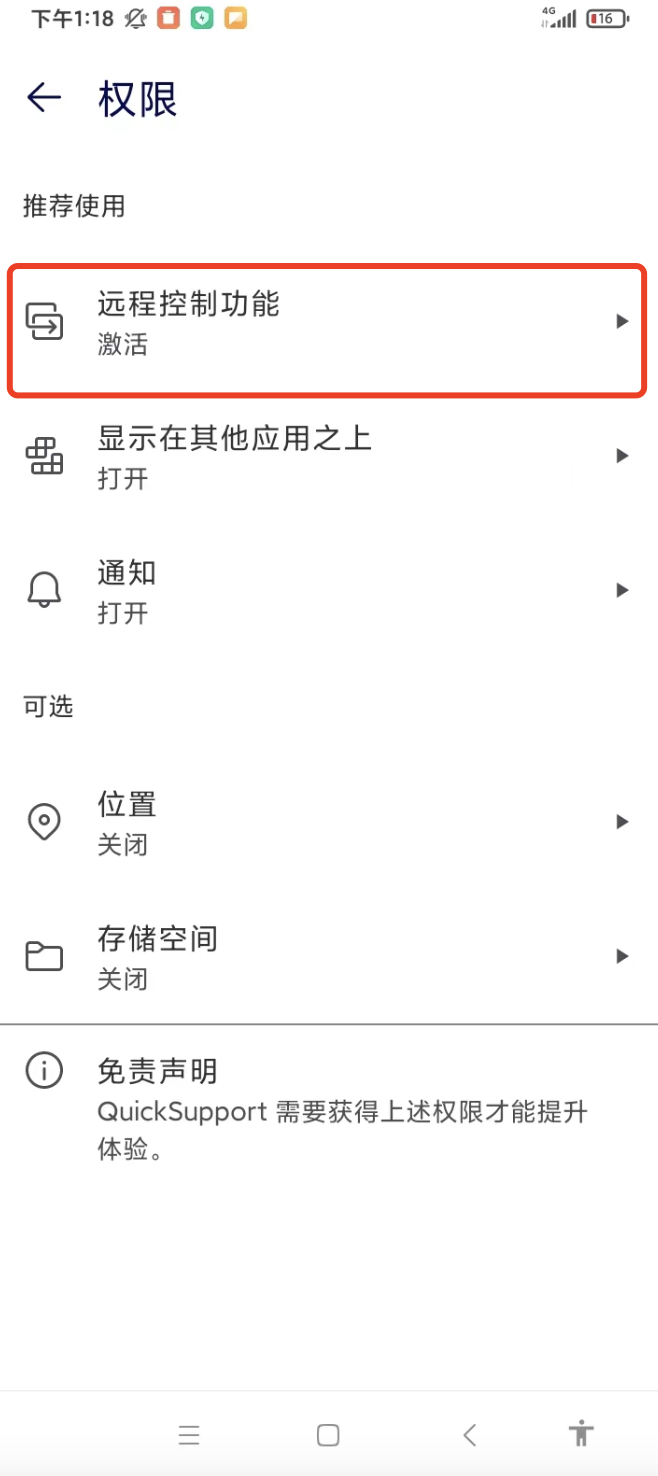 下午1:18
4G
16
权限
推荐使用
远程控制功能
激活
显示在其他应用之上
打开
通知
打开
可选
位置
关闭
存储空间
关闭
免责声明
QuickSupport 需要获得上述权限才能提升
体验。